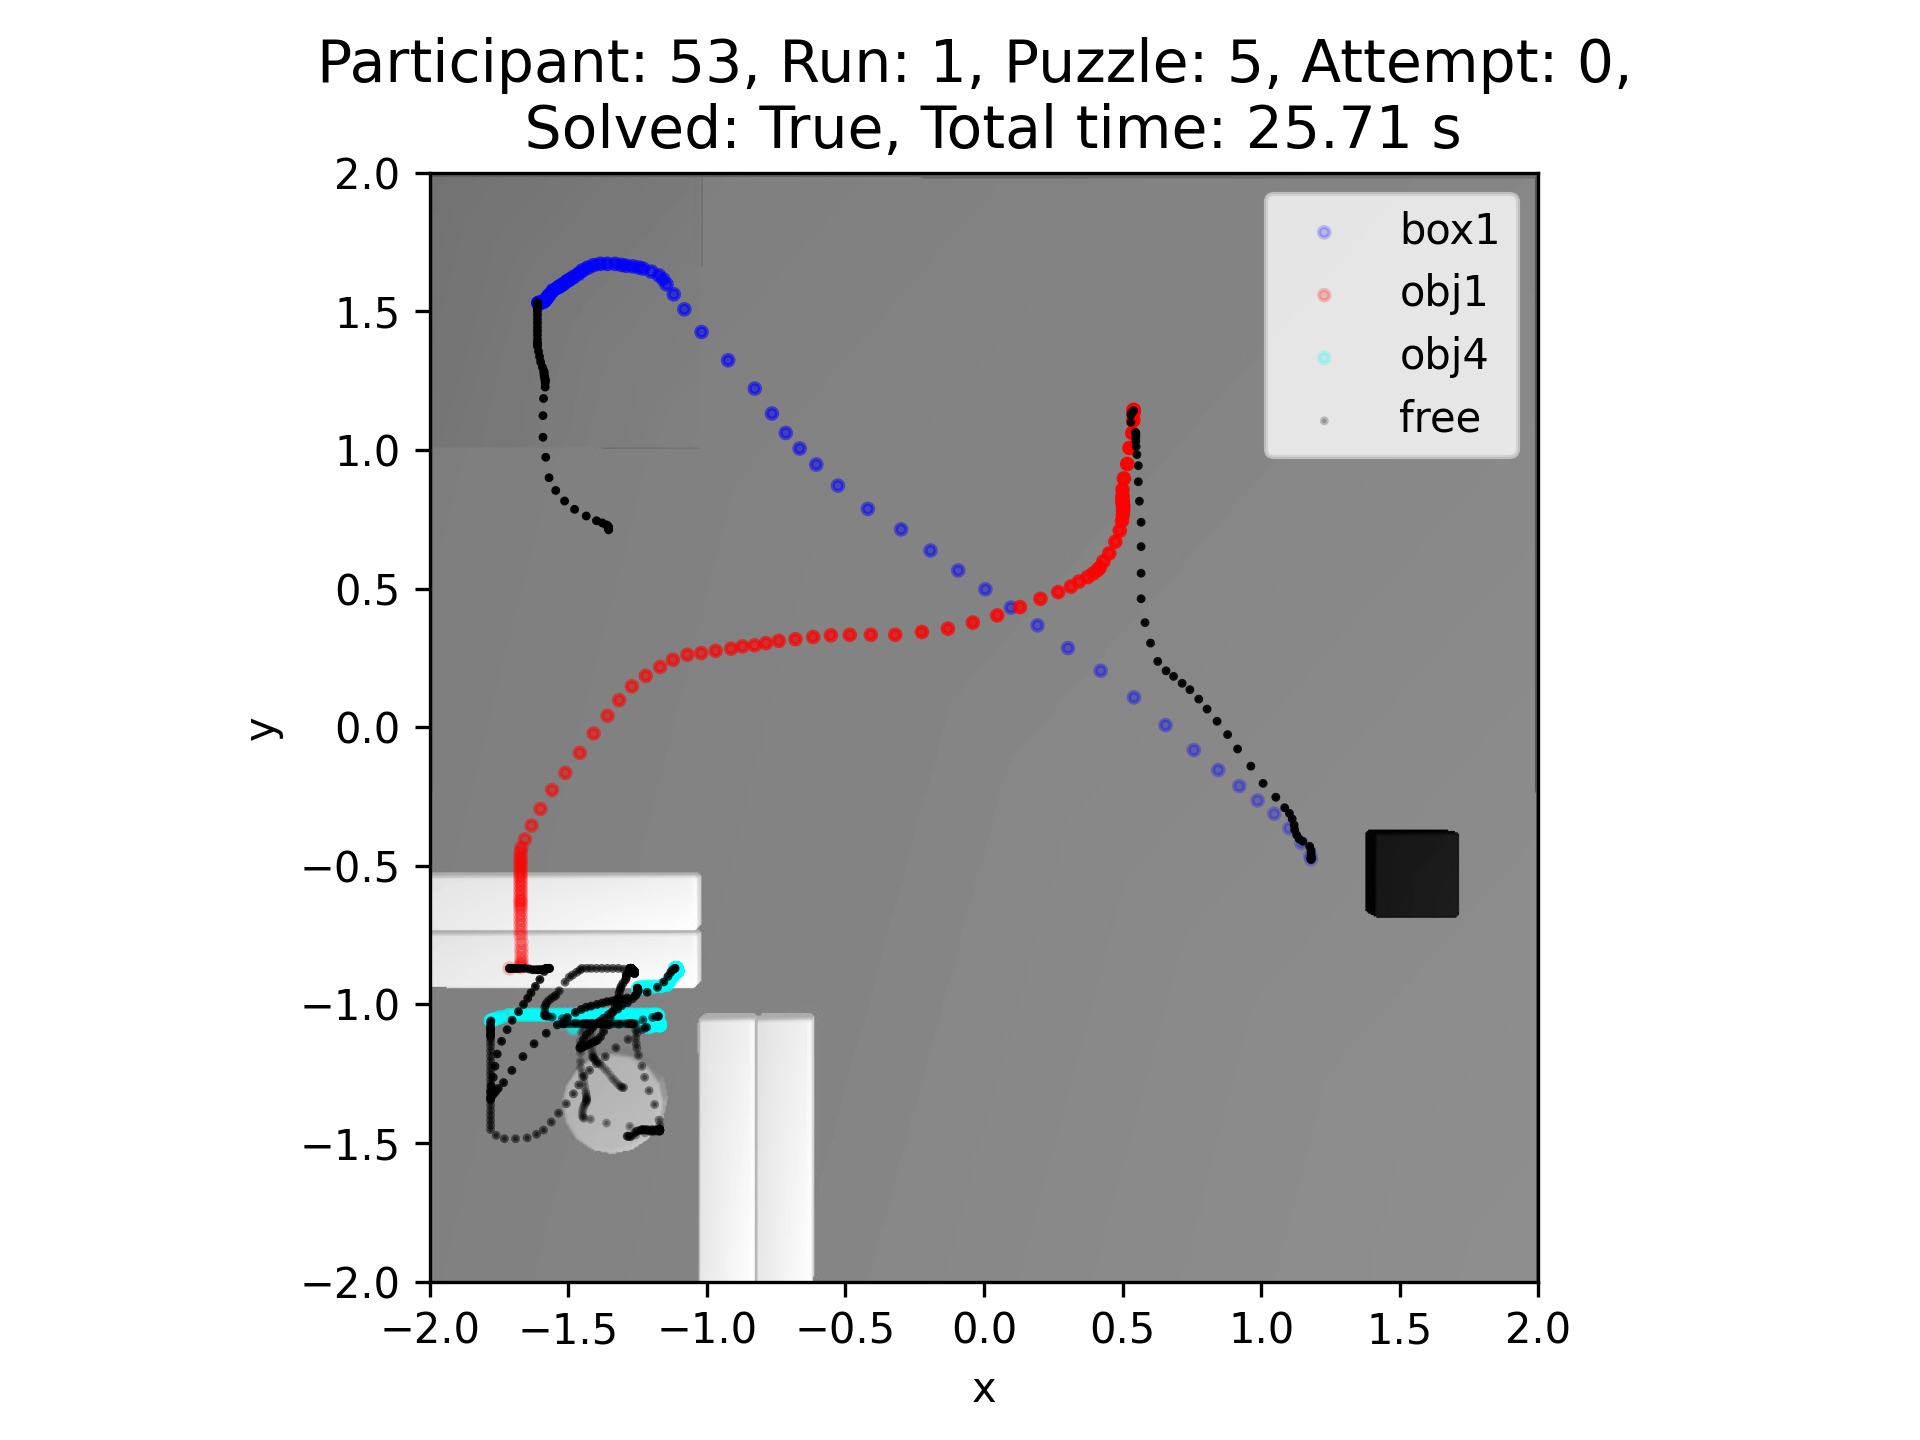 Participant: 53, Run: 1, Puzzle: 5, Attempt: 0,
Solved: True, Total time: 25.71 s
2.0
1.5
1.0
0.5
0.0
−0.5
−1.0
−1.5
−2.0
y
box1
obj1
obj4
free
−2.0 −1.5 −1.0 −0.5 0.0 0.5 1.0 1.5 2.0
x